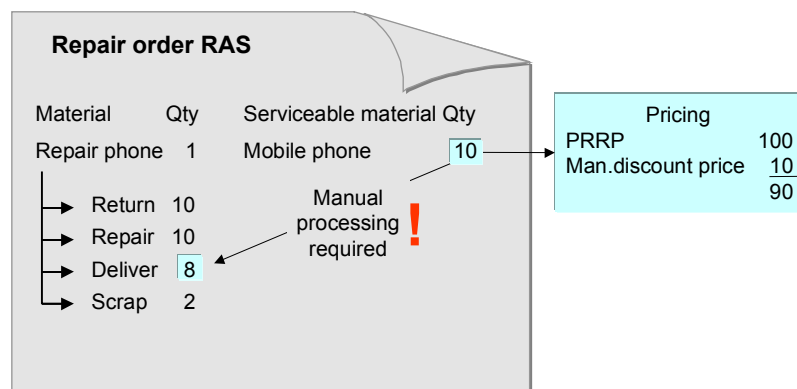 Repair order RAS
Material Qty Serviceable material Qty
Repair phone 1 Mobile phone 10
Return 10
Repair 10
Deliver 8
Scrap 2
Manual
processing
required
!
Pricing
PRRP 100
Man.discount price 10
90